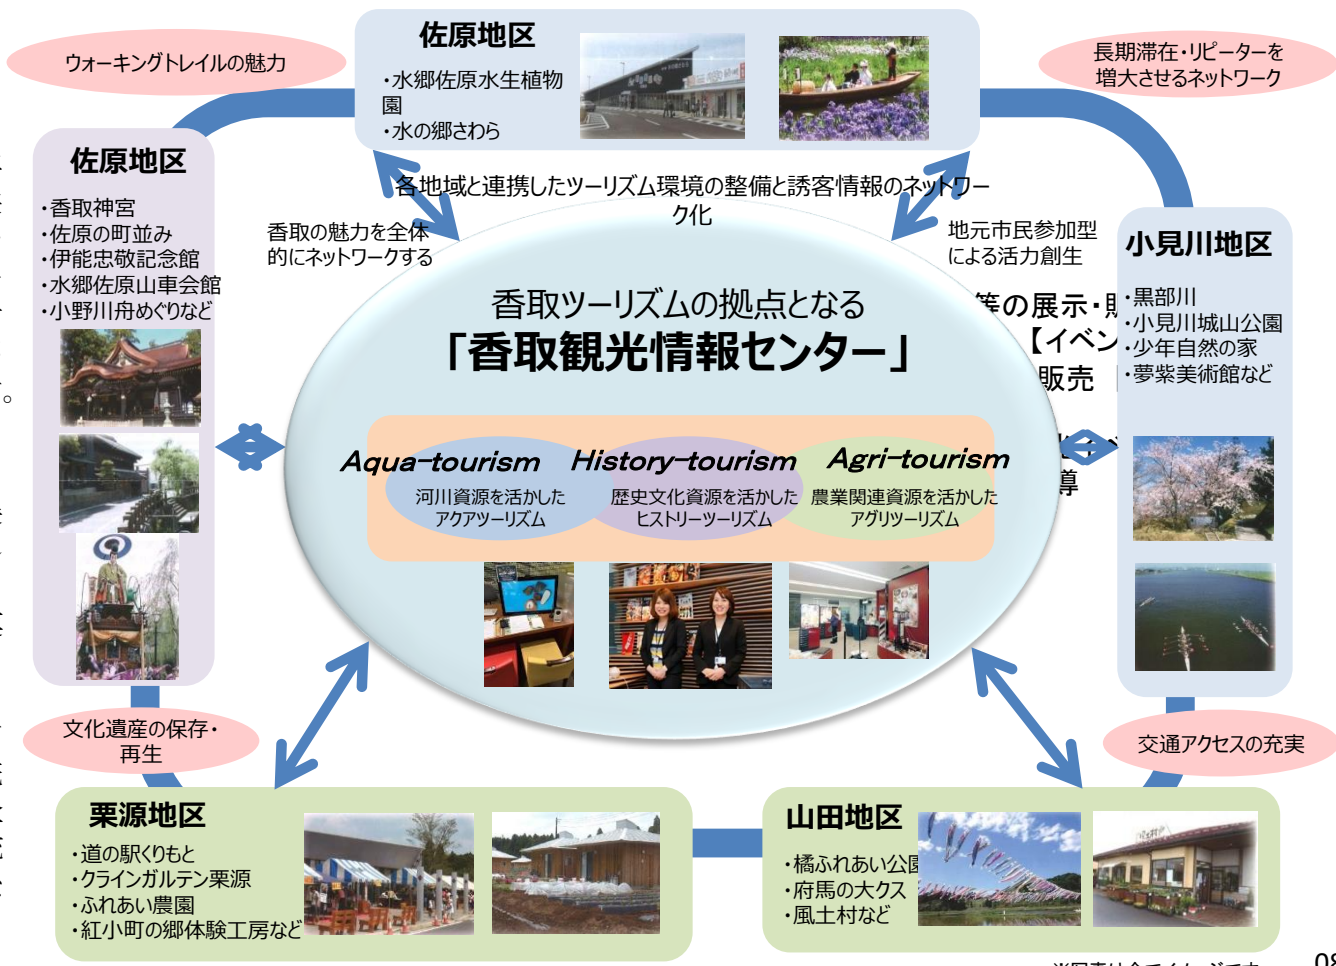 佐原地区
・水郷佐原水生植物
園
・水の郷さわら
ウォーキングトレイルの魅力
長期滞在・リピーターを
増大させるネットワーク
佐原地区
・香取神宮
・佐原の町並み
・伊能忠敬記念館
・水郷佐原山車会館
・小野川舟めぐりなど
各地域と連携したツーリズム環境の整備と誘客情報のネットワー
ク化
香取の魅力を全体
的にネットワークする
地元市民参加型
による活力創生
小見川地区
・黒部川
・小見川城山公園
・少年自然の家
・夢紫美術館など
香取ツーリズムの拠点となる
「香取観光情報センター」
等の展示・
【イベン
販売
導
Aqua-tourism
河川資源を活かした
アクアツーリズム
History-tourism
歴史文化資源を活かした
ヒストリーツーリズム
Agri-tourism
農業関連資源を活かした
アグリツーリズム
文化遺産の保存・
再生
交通アクセスの充実
栗源地区
・道の駅くりもと
・クラインガルテン栗源
・ふれあい農園
・紅小町の郷体験工房など
山田地区
・橘ふれあい公園
・府馬の大クス
・風土村など